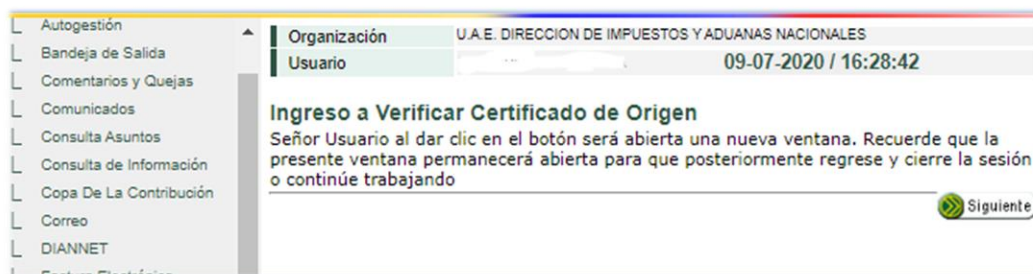 Autogestión
Bandeja de Salida
Comentarios y Quejas
Comunicados
Consulta Asuntos
Consulta de Información
Copa De La Contribución
Correo
DIANNET
Factura Electrónica
Organización U.A.E. DIRECCION DE IMPUESTOS Y ADUANAS NACIONALES
Usuario 09-07-2020 / 16:28:42
Ingreso a Verificar Certificado de Origen
Señor Usuario al dar clic en el botón será abierta una nueva ventana. Recuerde que la
presente ventana permanecerá abierta para que posteriormente regrese y cierre la sesión
o continúe trabajando
Siguiente